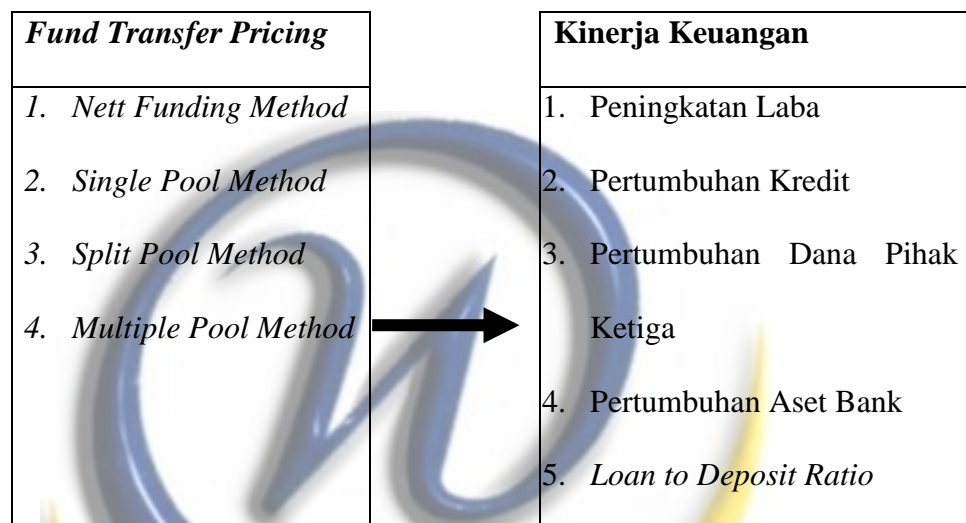 Fund Transfer Pricing
1. Nett Funding Method
2. Single Pool Method
3. Split Pool Method
4. Multiple Pool Method
Kinerja Keuangan
1. Peningkatan Laba
2. Pertumbuhan Kredit
3. Pertumbuhan Dana Pihak
Ketiga
4. Pertumbuhan Aset Bank
5. Loan to Deposit Ratio